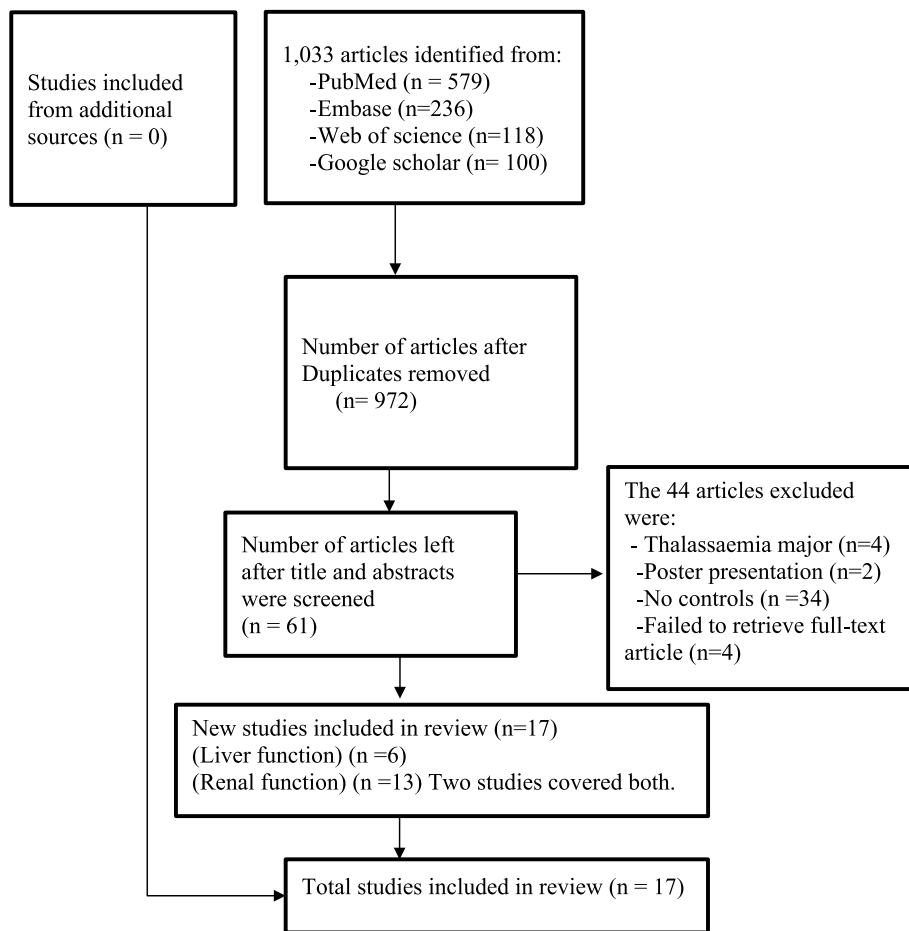 Studies included
from additional
sources (n = 0)
1,033 articles identified from:
-PubMed (n = 579)
-Embase (n=236)
-Web of science (n=118)
-Google scholar (n= 100)
Number of articles after
Duplicates removed
(n= 972)
Number of articles left
after title and abstracts
were screened
(n = 61)
The 44 articles excluded
were:
- Thalassaemia major (n=4)
-Poster presentation (n=2)
-No controls (n =34)
-Failed to retrieve full-text
article (n=4)
New studies included in review (n=17)
(Liver function) (n =6)
(Renal function) (n =13) Two studies covered both.
Total studies included in review (n = 17)